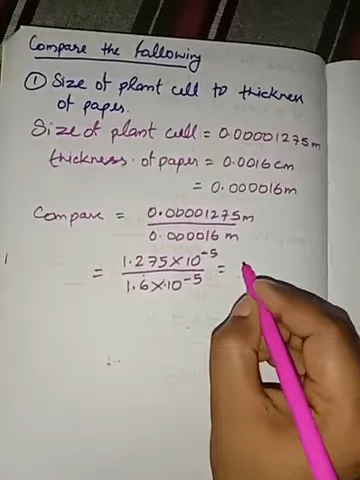 Compare the Following
① Size of plant cell to thickness
of paper.
Size of plant cell = 0.00001275m
thickness of paper = 0.0016cm
= 0.000016m
Compare = 0.00001275m
0.000016 m
= 1.275×10⁻⁵ =
1.6×10⁻⁵